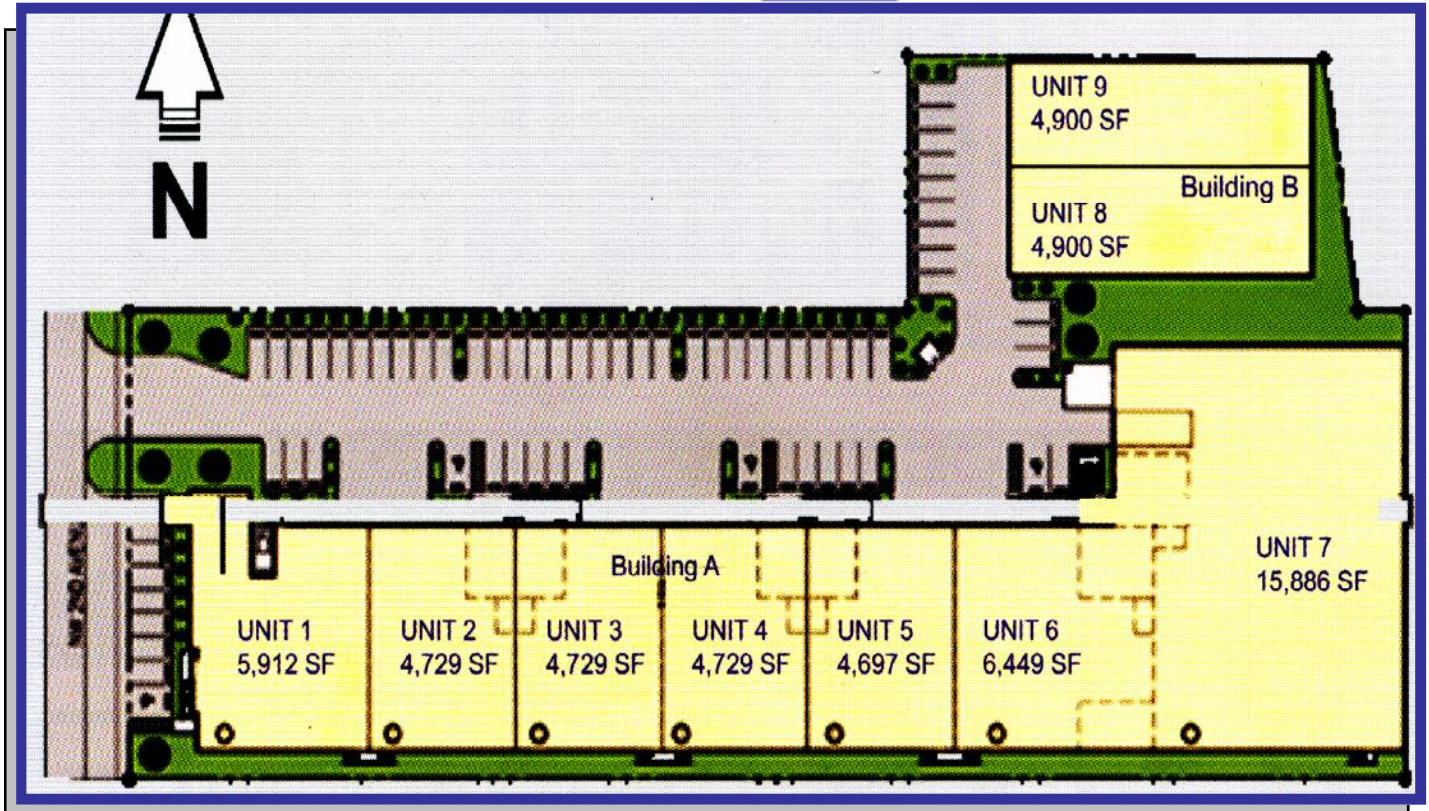 N
UNIT 9
4,900 SF
Building B
UNIT 8
4,900 SF
Building A
UNIT 7
15,886 SF
UNIT 1
5,912 SF
UNIT 2
4,729 SF
UNIT 3
4,729 SF
UNIT 4
4,729 SF
UNIT 5
4,697 SF
UNIT 6
6,449 SF
2ND